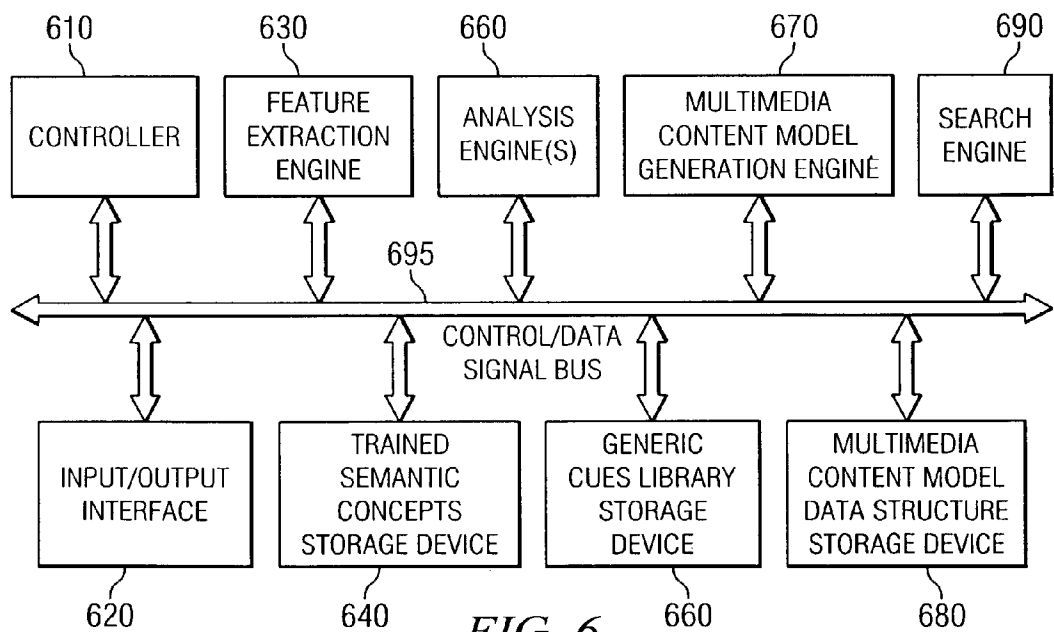 610
630
660
670
690
CONTROLLER
FEATURE
EXTRACTION
ENGINE
ANALYSIS
ENGINE(S)
MULTIMEDIA
CONTENT MODEL
GENERATION ENGINE
SEARCH
ENGINE
695
CONTROL/DATA
SIGNAL BUS
INPUT/OUTPUT
INTERFACE
TRAINED
SEMANTIC
CONCEPTS
STORAGE DEVICE
GENERIC
CUES LIBRARY
STORAGE
DEVICE
MULTIMEDIA
CONTENT MODEL
DATA STRUCTURE
STORAGE DEVICE
620
640
660
680
FIG. 6